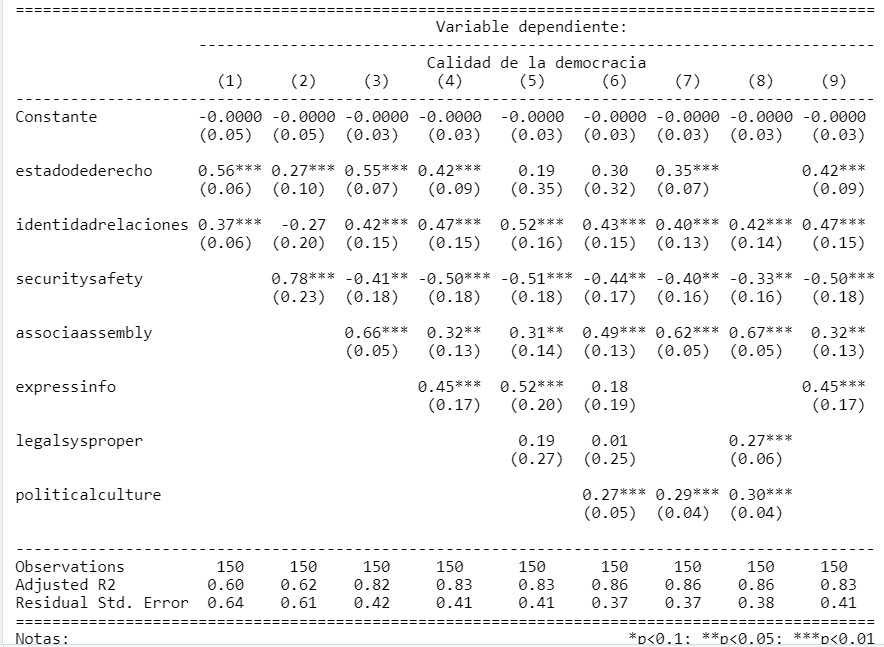 Variable dependiente:
Calidad de la democracia
(1) (2) (3) (4) (5) (6) (7) (8) (9)
Constante -0.0000 -0.0000 -0.0000 -0.0000 -0.0000 -0.0000 -0.0000 -0.0000 -0.0000
(0.05) (0.05) (0.03) (0.03) (0.03) (0.03) (0.03) (0.03) (0.03)
estadodederecho 0.56*** 0.27*** 0.55*** 0.42*** 0.19 0.30 0.35*** 0.42***
(0.06) (0.10) (0.07) (0.09) (0.35) (0.32) (0.07) (0.09)
identidadrelaciones 0.37*** -0.27 0.42*** 0.47*** 0.52*** 0.43*** 0.40*** 0.42*** 0.47***
(0.06) (0.20) (0.15) (0.15) (0.16) (0.15) (0.13) (0.14) (0.15)
securitysafety 0.78*** -0.41** -0.50*** -0.51*** -0.44** -0.40** -0.33** -0.50***
(0.23) (0.18) (0.18) (0.18) (0.17) (0.16) (0.16) (0.18)
associaassembly 0.66*** 0.32** 0.31** 0.49*** 0.62*** 0.67*** 0.32**
(0.05) (0.13) (0.14) (0.13) (0.05) (0.05) (0.13)
expressinfo 0.45*** 0.52*** 0.18 0.45***
(0.17) (0.20) (0.19) (0.17)
legalsysproper 0.19 0.01 0.27***
(0.27) (0.25) (0.06)
politicalculture 0.27*** 0.29*** 0.30***
(0.05) (0.04) (0.04)
Observations 150 150 150 150 150 150 150 150 150
Adjusted R2 0.60 0.62 0.82 0.83 0.83 0.86 0.86 0.86 0.83
Residual Std. Error 0.64 0.61 0.42 0.41 0.41 0.37 0.37 0.38 0.41
Notas: *p<0.1; **p<0.05; ***p<0.01